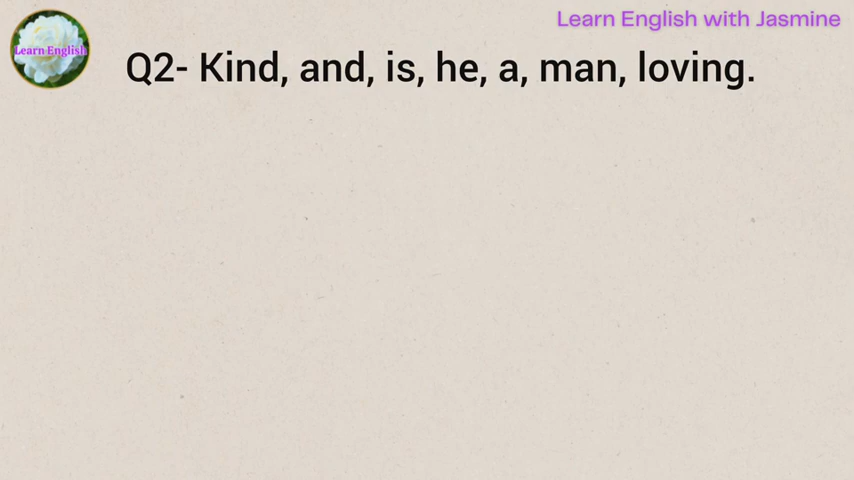 Learn English with Jasmine
Learn English
Q2- Kind, and, is, he, a, man, loving.